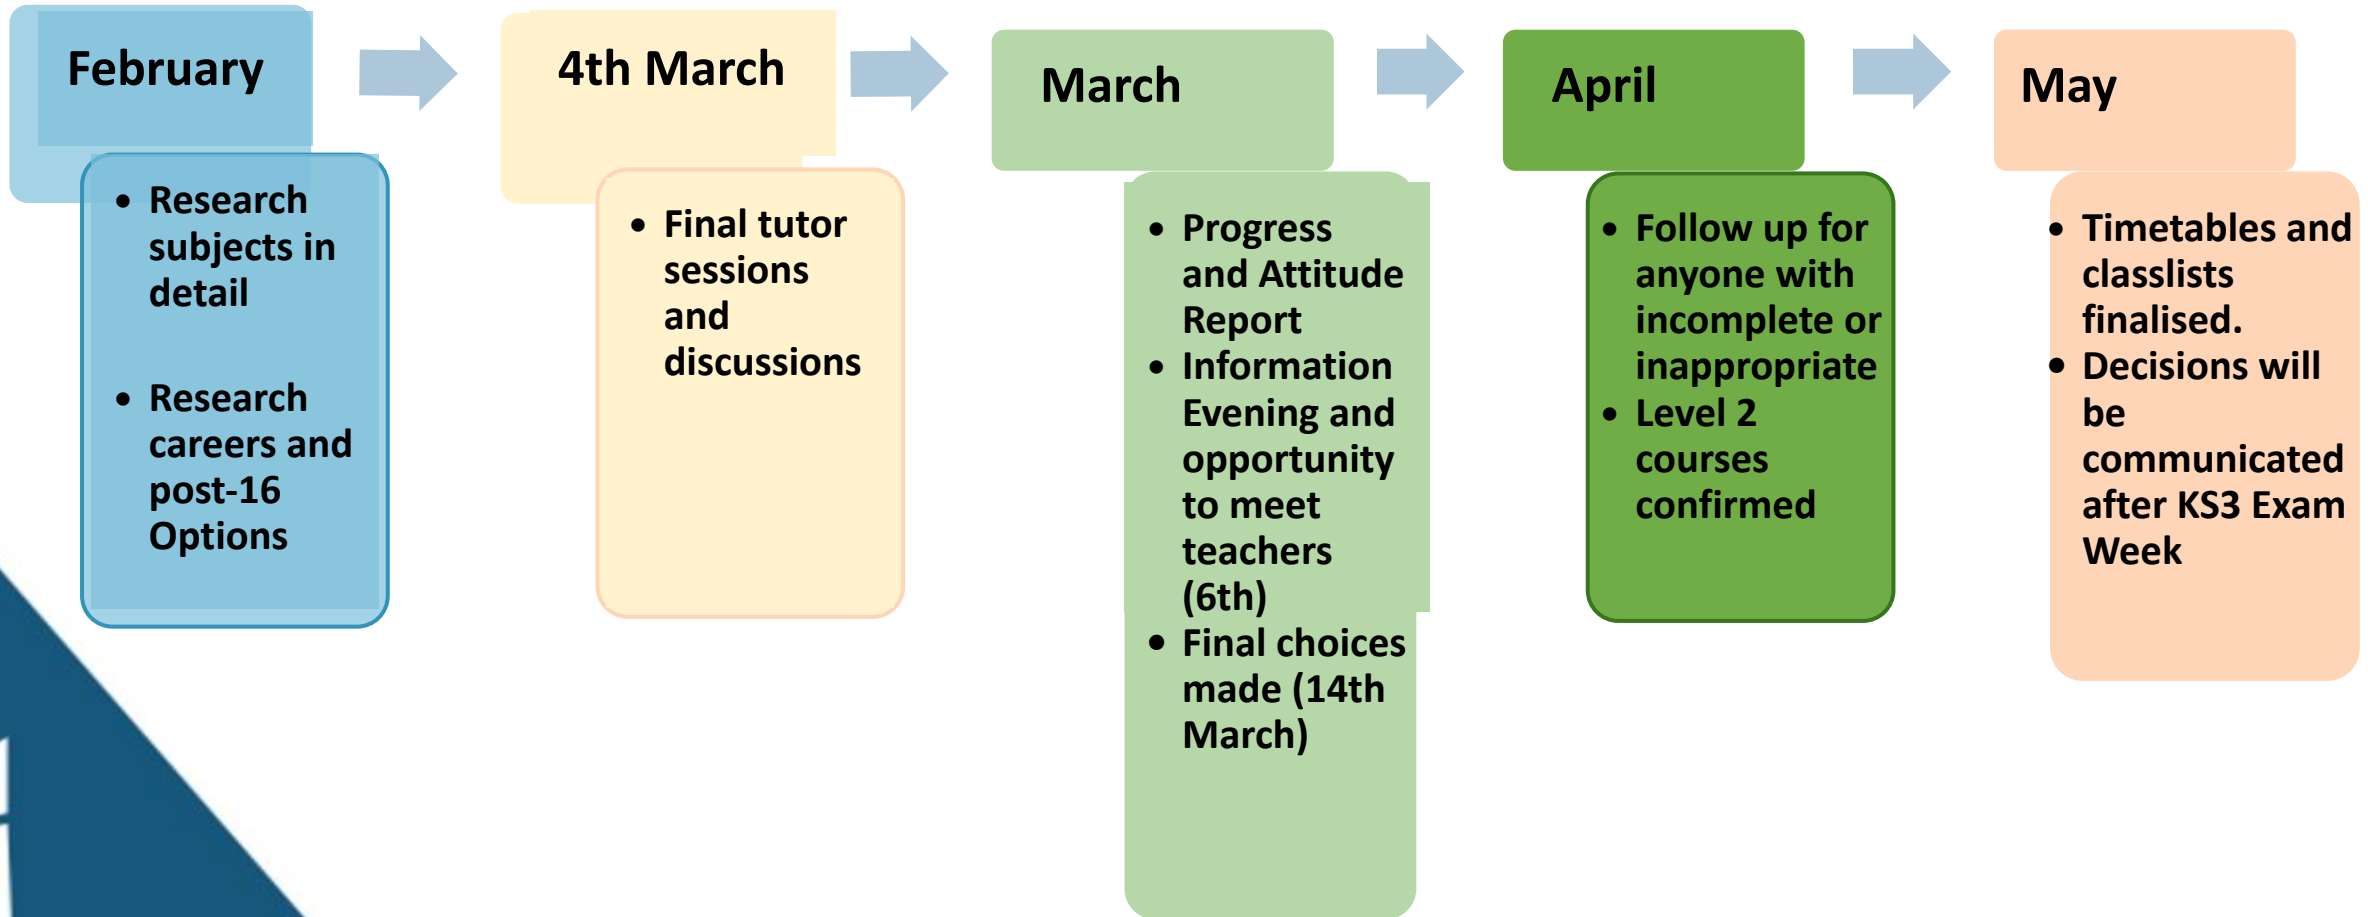 February
• Research
subjects in
detail
• Research
careers and
post-16
Options
4th March
• Final tutor
sessions
and
discussions
March
• Progress
and Attitude
Report
• Information
Evening and
opportunity
to meet
teachers
(6th)
• Final choices
made (14th
March)
April
• Follow up for
anyone with
incomplete or
inappropriate
• Level 2
courses
confirmed
May
• Timetables and
classlists
finalised.
• Decisions will
be
communicated
after KS3 Exam
Week